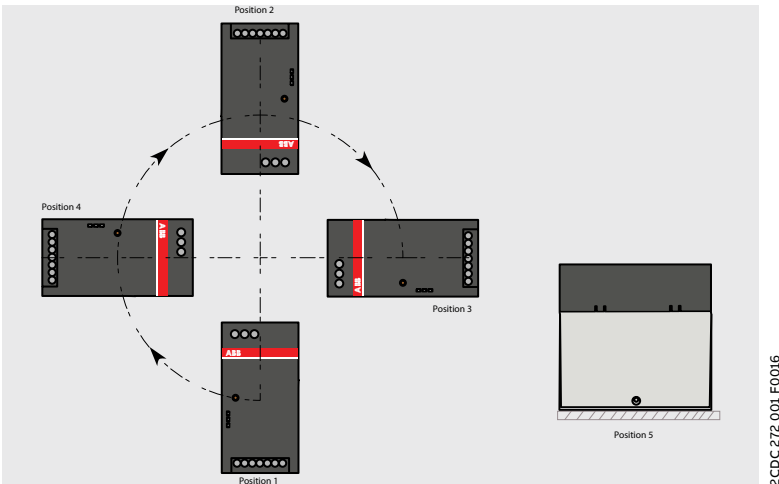 Position 2
ABB
Position 4
ABB
ABB
Position 3
ABB
Position 1
Position 5
2CDC 272 001 F0016